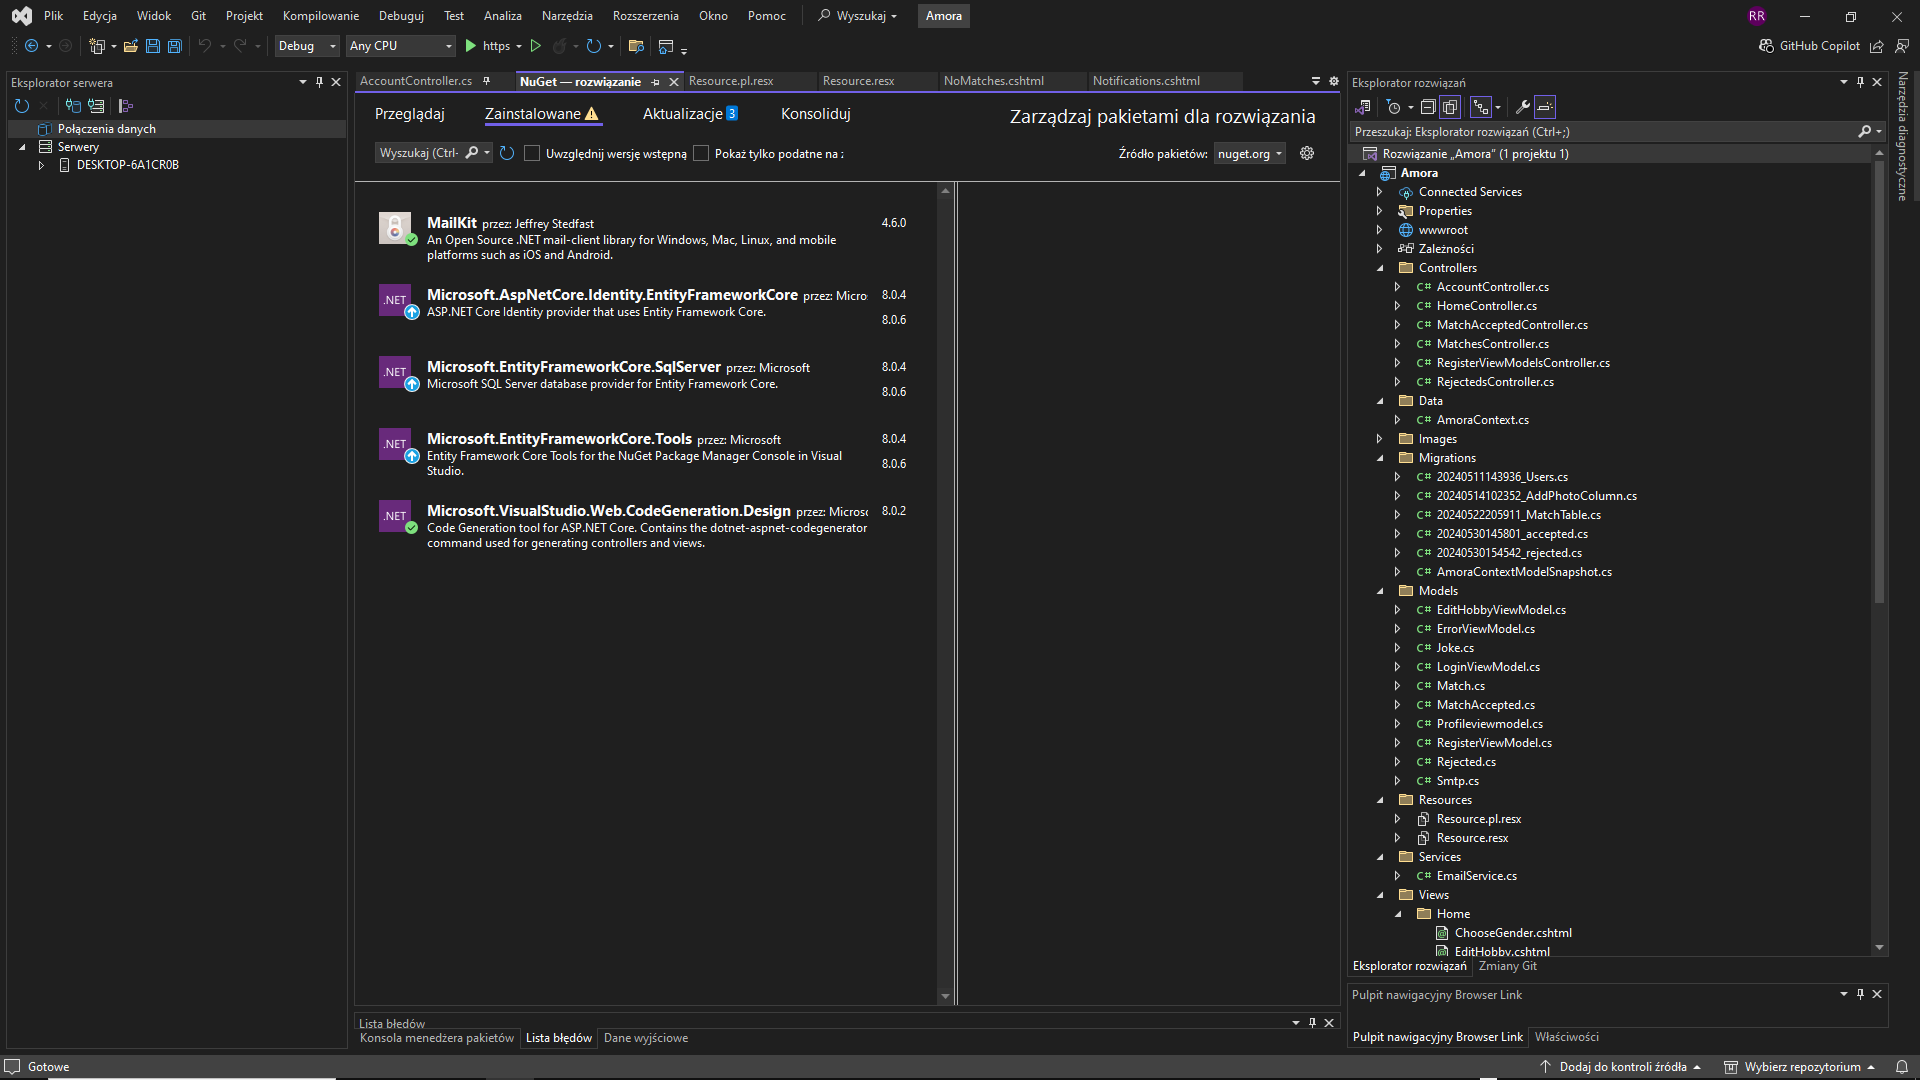 Plik Edycja Widok Git Projekt Kompilowanie Debuguj Test Analiza Narzędzia Rozszerzenia Okno Pomoc Wyszukaj Amora RR
Debug Any CPU https GitHub Copilot
Eksplorator serwera
Połączenia danych
Serwery
DESKTOP-6A1CR0B
AccountController.cs NuGet — rozwiązanie Resource.pl.resx Resource.resx NoMatches.cshtml Notifications.cshtml
Przeglądaj Zainstalowane Aktualizacje 3 Konsoliduj Zarządzaj pakietami dla rozwiązania
Wyszukaj (Ctrl- Uwzględnij wersję wstępną Pokaż tylko podatne na : Źródło pakietów: nuget.org
MailKit przez: Jeffrey Stedfast 4.6.0
An Open Source .NET mail-client library for Windows, Mac, Linux, and mobile
platforms such as iOS and Android.
.NET Microsoft.AspNetCore.Identity.EntityFrameworkCore przez: Micro 8.0.4
ASP.NET Core Identity provider that uses Entity Framework Core. 8.0.6
.NET Microsoft.EntityFrameworkCore.SqlServer przez: Microsoft 8.0.4
Microsoft SQL Server database provider for Entity Framework Core. 8.0.6
.NET Microsoft.EntityFrameworkCore.Tools przez: Microsoft 8.0.4
Entity Framework Core Tools for the NuGet Package Manager Console in Visual 8.0.6
Studio.
.NET Microsoft.VisualStudio.Web.CodeGeneration.Design przez: Microsc 8.0.2
Code Generation tool for ASP.NET Core. Contains the dotnet-aspnet-codegenerator
command used for generating controllers and views.
Lista błędów
Konsola menedżera pakietów Lista błędów Dane wyjściowe
Eksplorator rozwiązań
Przeszukaj: Eksplorator rozwiązań (Ctrl+;)
Rozwiązanie „Amora” (1 projektu 1)
Amora
Connected Services
Properties
wwwroot
Zależności
Controllers
C# AccountController.cs
C# HomeController.cs
C# MatchAcceptedController.cs
C# MatchesController.cs
C# RegisterViewModelsController.cs
C# RejectedsController.cs
Data
C# AmoraContext.cs
Images
Migrations
C# 20240511143936_Users.cs
C# 20240514102352_AddPhotoColumn.cs
C# 20240522205911_MatchTable.cs
C# 20240530145801_accepted.cs
C# 20240530154542_rejected.cs
C# AmoraContextModelSnapshot.cs
Models
C# EditHobbyViewModel.cs
C# ErrorViewModel.cs
C# Joke.cs
C# LoginViewModel.cs
C# Match.cs
C# MatchAccepted.cs
C# Profileviewmodel.cs
C# RegisterViewModel.cs
C# Rejected.cs
C# Smtp.cs
Resources
Resource.pl.resx
Resource.resx
Services
C# EmailService.cs
Views
Home
ChooseGender.cshtml
EditHobby.cshtml
Eksplorator rozwiązań Zmiany Git
Pulpit nawigacyjny Browser Link
Pulpit nawigacyjny Browser Link Właściwości
Narzędzia diagnostyczne
Gotowe Dodaj do kontroli źródła Wybierz repozytorium